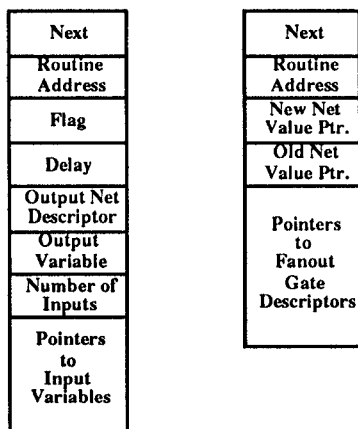 Next
Routine
Address
Flag
Delay
Output Net
Descriptor
Output
Variable
Number of
Inputs
Pointers
to
Input
Variables
Next
Routine
Address
New Net
Value Ptr.
Old Net
Value Ptr.
Pointers
to
Fanout
Gate
Descriptors